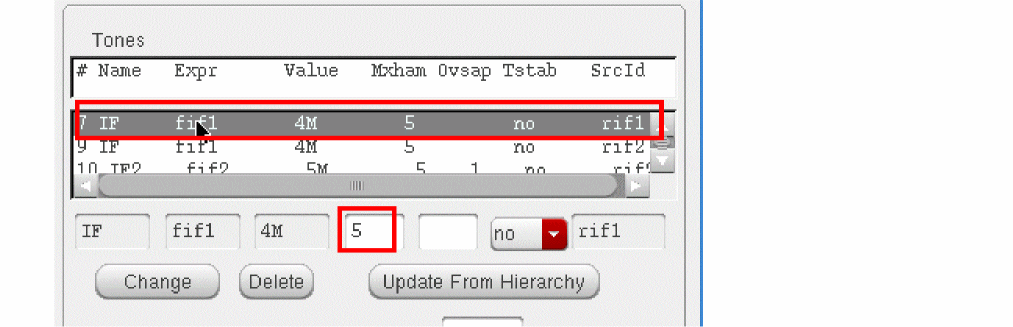 Tones
# Name Expr Value Mxham Ovsap Tstab SrcId
7 IF fif1 4M 5 no rif1
9 IF fif1 4M 5 no rif2
10 IF2 fif2 5M 5 1 no
IF fif1 4M 5 no rif1
Change Delete Update From Hierarchy